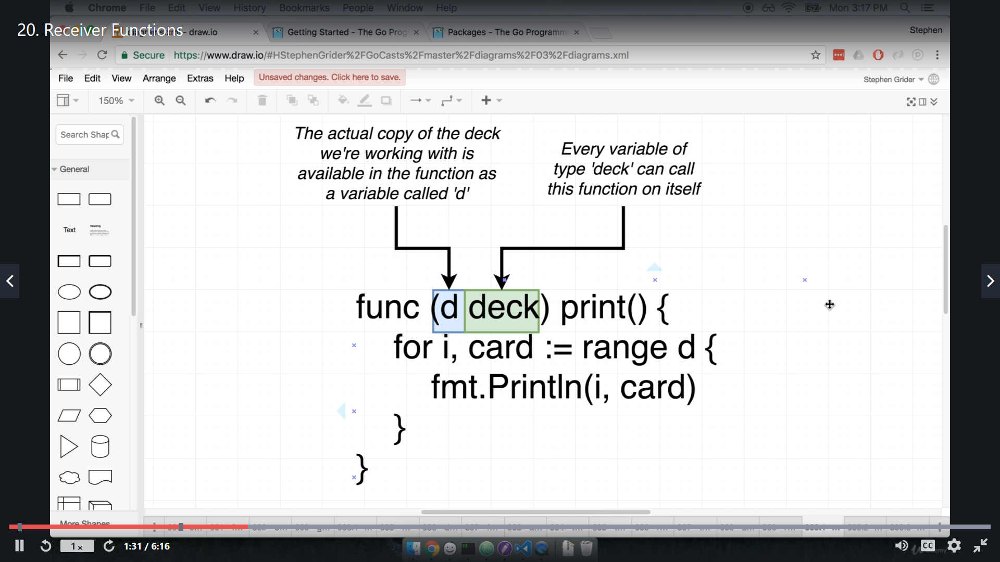 Chrome File Edit View History Bookmarks People Window Help Mon 3:17 PM
20. Receiver Functions
- draw.io
Getting Started - The Go Prog
Packages - The Go Programmi
Stephen
Secure https://www.draw.io/#HStephenGrider%2FGoCasts%2Fmaster%2Fdiagrams%2F03%2Fdiagrams.xml
File Edit View Arrange Extras Help Unsaved changes. Click here to save. Stephen Grider
150%
Search Shap
General
Text
Heading
The actual copy of the deck
we're working with is
available in the function as
a variable called 'd'
Every variable of
type 'deck' can call
this function on itself
func (d deck) print() {
for i, card := range d {
fmt.Println(i, card)
}
}
More Shapes
1x
1:31 / 6:16
CC